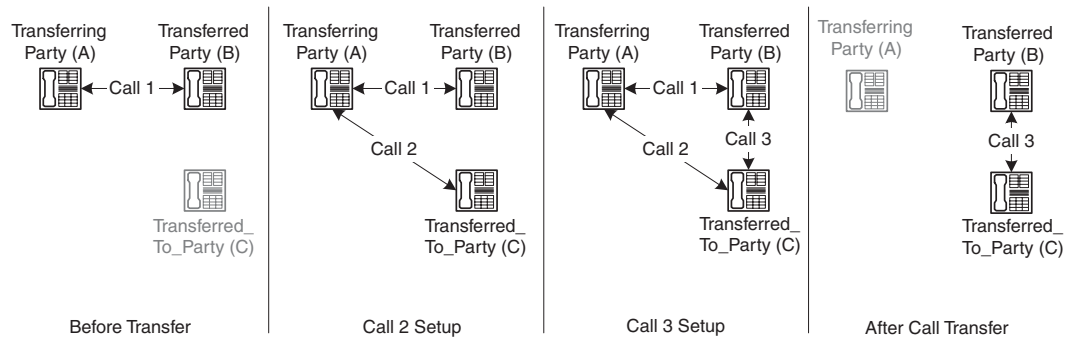 Transferring
Party (A)
Transferred
Party (B)
Call 1
Transferred_
To_Party (C)
Before Transfer
Transferring
Party (A)
Transferred
Party (B)
Call 1
Call 2
Transferred_
To_Party (C)
Call 2 Setup
Transferring
Party (A)
Transferred
Party (B)
Call 1
Call 3
Call 2
Transferred_
To_Party (C)
Call 3 Setup
Transferring
Party (A)
Transferred
Party (B)
Call 3
Transferred_
To_Party (C)
After Call Transfer